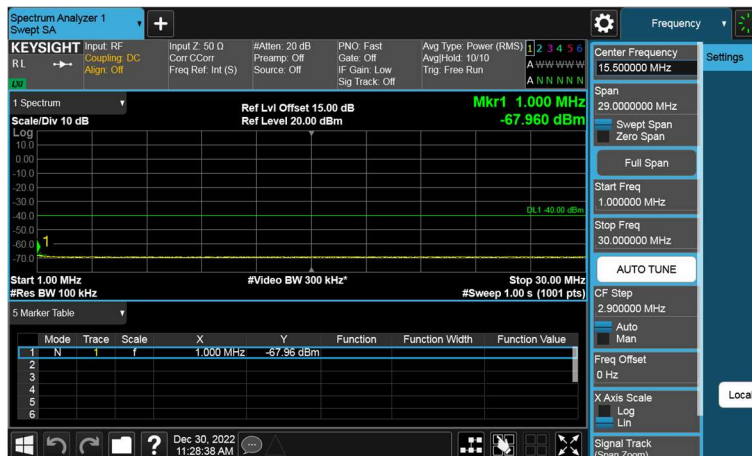 Spectrum Analyzer 1
Swept SA
Frequency
KEYSIGHT
RL
LXI
Input: RF
Coupling: DC
Align: Off
Input Z: 50 Ω
Corr CCorr
Freq Ref: Int (S)
#Atten: 20 dB
Preamp: Off
Source: Off
PNO: Fast
Gate: Off
IF Gain: Low
Sig Track: Off
Avg Type: Power (RMS)
Avg|Hold: 10/10
Trig: Free Run
1 2 3 4 5 6
A W W W W W
A N N N N N
1 Spectrum
Scale/Div 10 dB
Ref Lvl Offset 15.00 dB
Ref Level 20.00 dBm
Mkr1 1.000 MHz
-67.960 dBm
Log
10.0
0.00
-10.0
-20.0
-30.0
-40.0
-50.0
-60.0
-70.0
DL1 -40.00 dBm
1
Start 1.00 MHz
#Video BW 300 kHz*
Stop 30.00 MHz
#Res BW 100 kHz
#Sweep 1.00 s (1001 pts)
5 Marker Table
Mode Trace Scale X Y Function Function Width Function Value
1 N 1 f 1.000 MHz -67.96 dBm
2
3
4
5
6
?
Dec 30, 2022
11:28:38 AM
Center Frequency
15.500000 MHz
Settings
Span
29.0000000 MHz
Swept Span
Zero Span
Full Span
Start Freq
1.000000 MHz
Stop Freq
30.000000 MHz
AUTO TUNE
CF Step
2.900000 MHz
Auto
Man
Freq Offset
0 Hz
X Axis Scale
Log
Lin
Local
Signal Track
(Span Zoom)